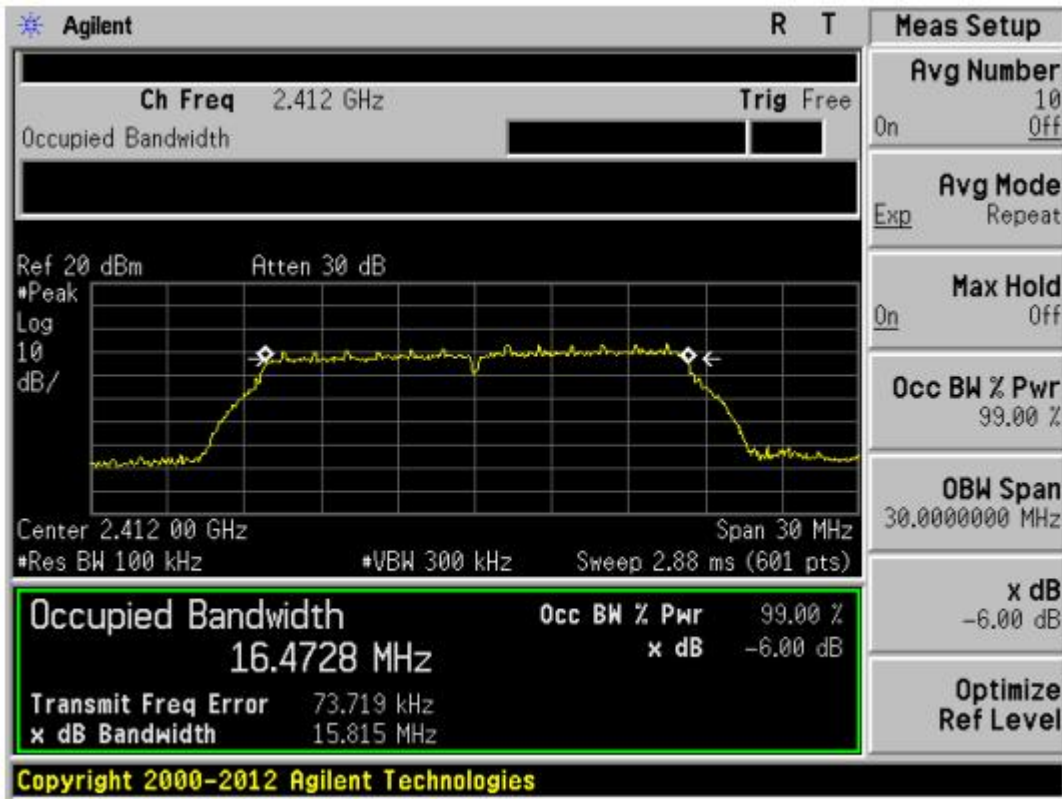 Agilent
R T
Meas Setup
Ch Freq 2.412 GHz
Trig Free
Occupied Bandwidth
Avg Number
10
On Off
Avg Mode
Exp Repeat
Max Hold
On Off
Occ BW % Pwr
99.00 %
OBW Span
30.0000000 MHz
x dB
-6.00 dB
Optimize
Ref Level
Ref 20 dBm
Atten 30 dB
#Peak
Log
10
dB/
Center 2.412 00 GHz
Span 30 MHz
#Res BW 100 kHz
#VBW 300 kHz
Sweep 2.88 ms (601 pts)
Occupied Bandwidth
16.4728 MHz
Occ BW % Pwr 99.00 %
x dB -6.00 dB
Transmit Freq Error 73.719 kHz
x dB Bandwidth 15.815 MHz
Copyright 2000-2012 Agilent Technologies